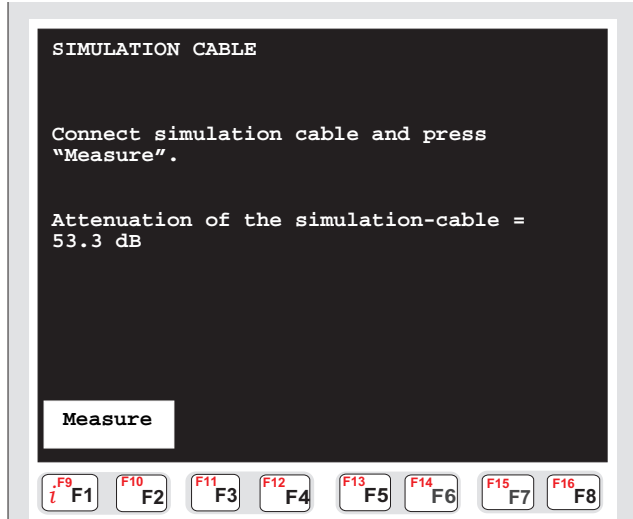 SIMULATION CABLE
Connect simulation cable and press
“Measure”.
Attenuation of the simulation-cable =
53.3 dB
Measure
F9 F10 F11 F12 F13 F14 F15 F16
i F1 F2 F3 F4 F5 F6 F7 F8